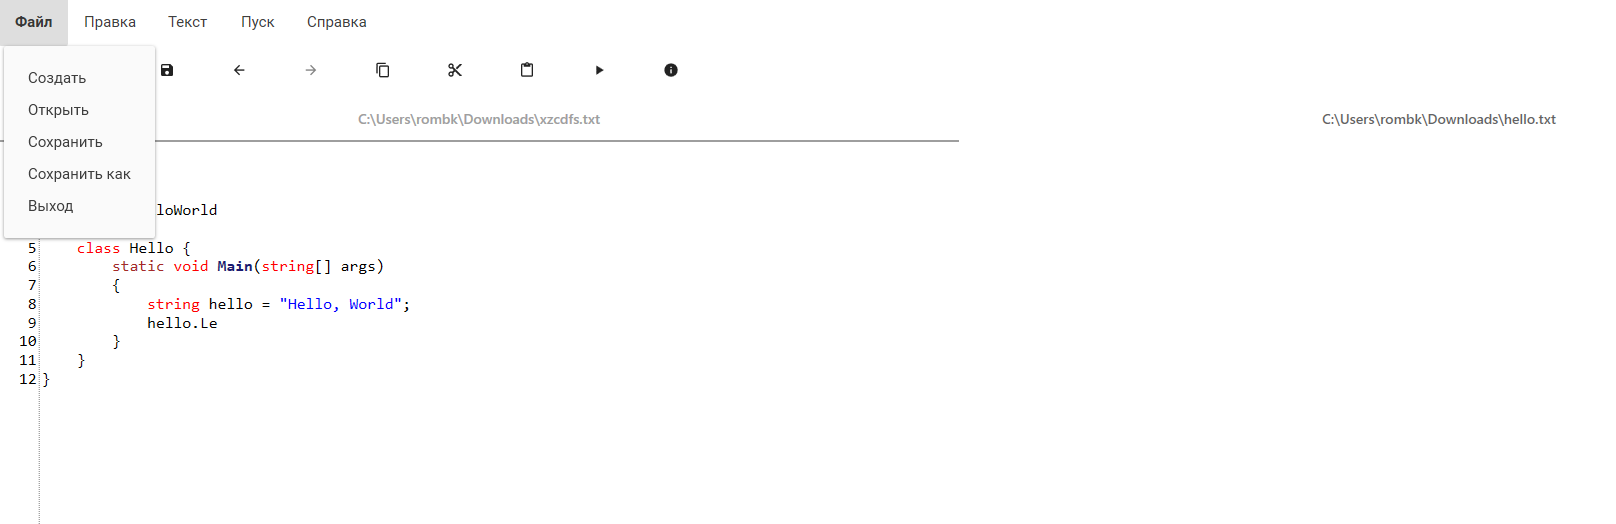 Файл Правка Текст Пуск Справка
Создать
Открыть
Сохранить
Сохранить как
Выход
C:\Users\rombk\Downloads\xzcdfs.txt C:\Users\rombk\Downloads\hello.txt
loWorld
5 class Hello {
6 static void Main(string[] args)
7 {
8 string hello = "Hello, World";
9 hello.Le
10 }
11 }
12 }